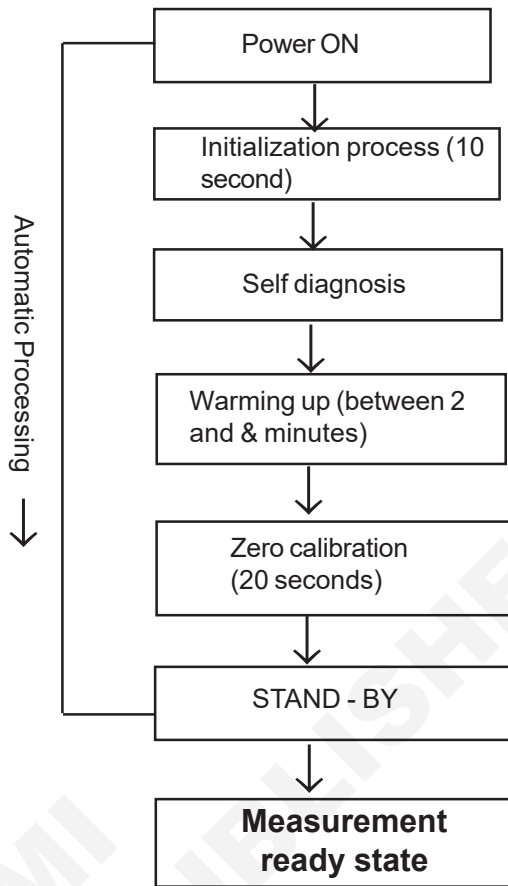 Power ON
Initialization process (10
second)
Self diagnosis
Warming up (between 2
and & minutes)
Zero calibration
(20 seconds)
STAND - BY
Measurement
ready state
Automatic Processing